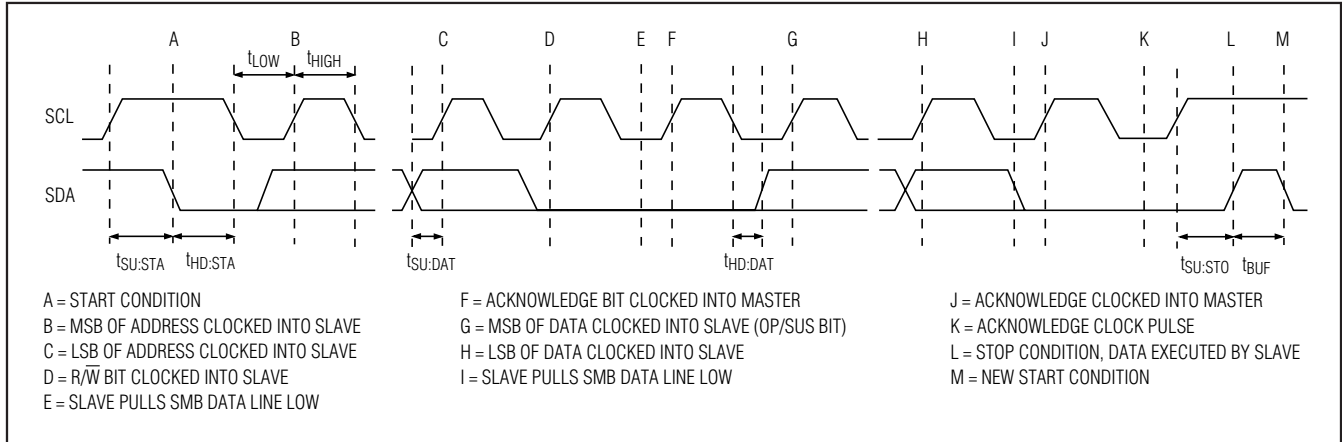 A B C D E F G H I J K L M
tLOW tHIGH
SCL
SDA
tSU:STA tHD:STA tSU:DAT tHD:DAT tSU:STO tBUF
A = START CONDITION
B = MSB OF ADDRESS CLOCKED INTO SLAVE
C = LSB OF ADDRESS CLOCKED INTO SLAVE
D = R/W̅ BIT CLOCKED INTO SLAVE
E = SLAVE PULLS SMB DATA LINE LOW
F = ACKNOWLEDGE BIT CLOCKED INTO MASTER
G = MSB OF DATA CLOCKED INTO SLAVE (OP/SUS BIT)
H = LSB OF DATA CLOCKED INTO SLAVE
I = SLAVE PULLS SMB DATA LINE LOW
J = ACKNOWLEDGE CLOCKED INTO MASTER
K = ACKNOWLEDGE CLOCK PULSE
L = STOP CONDITION, DATA EXECUTED BY SLAVE
M = NEW START CONDITION